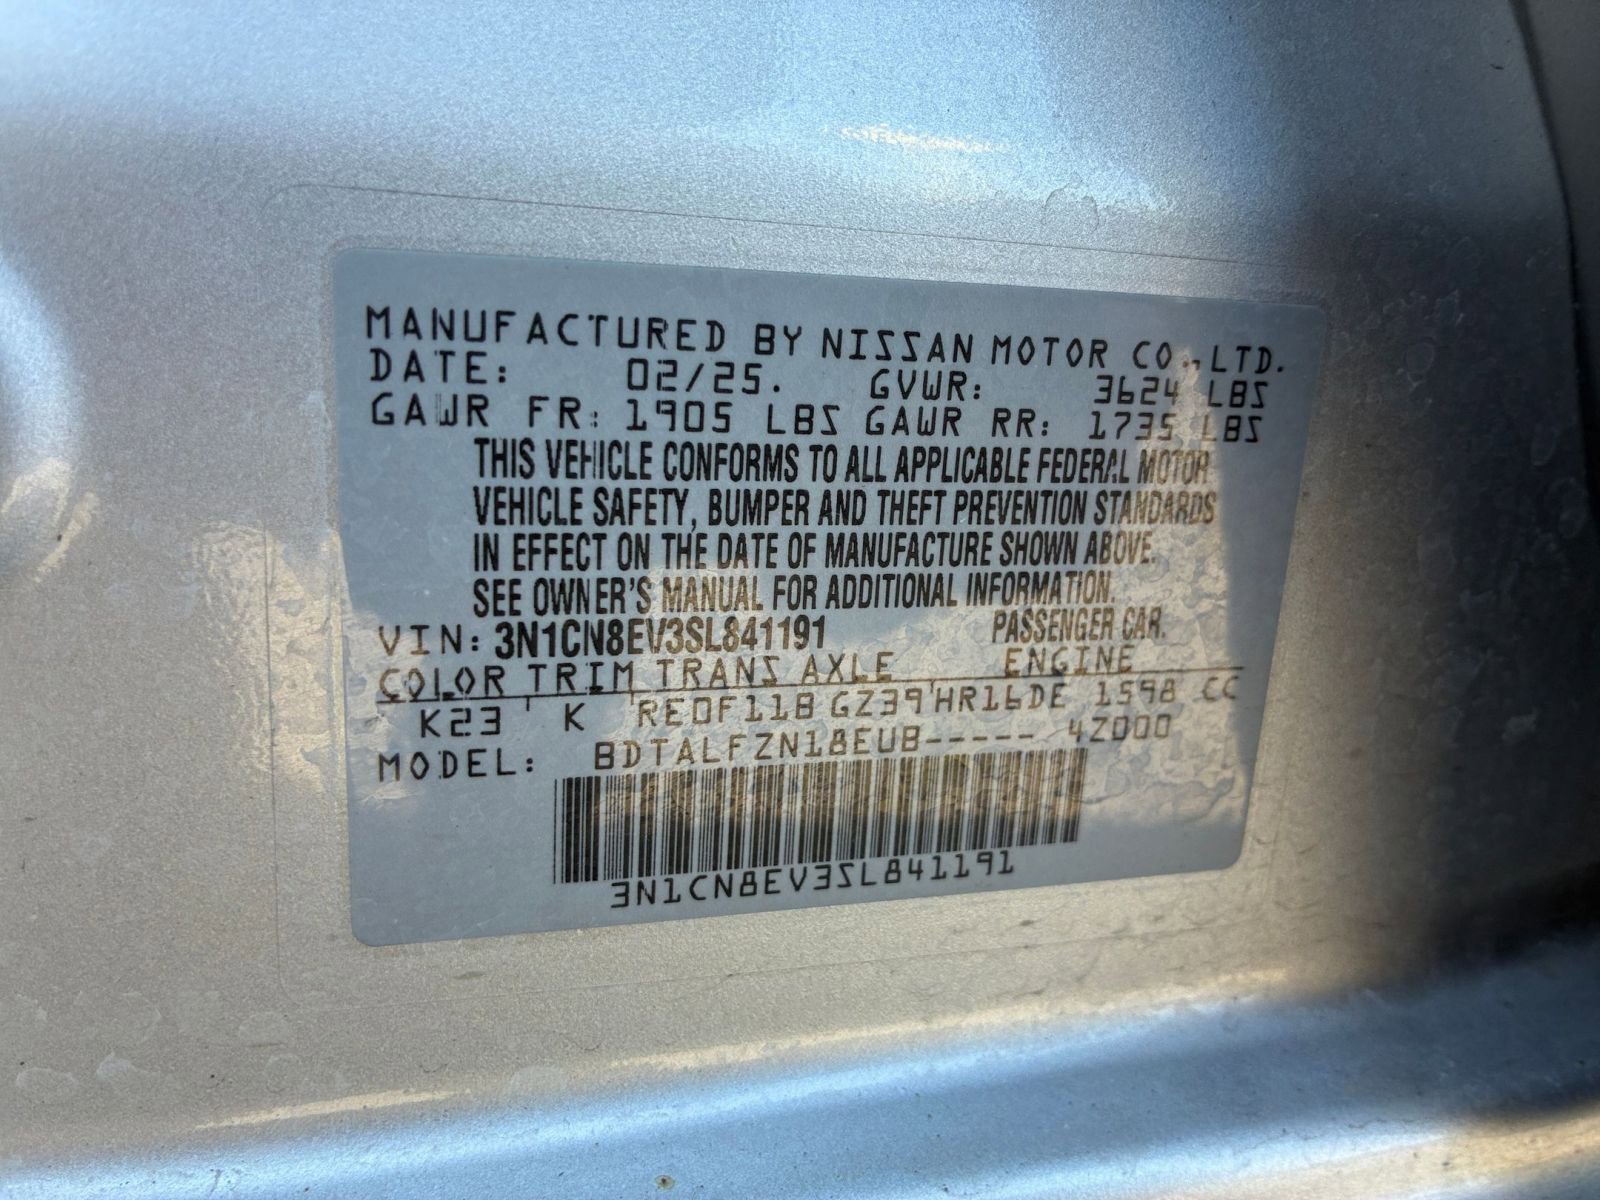 MANUFACTURED BY NISSAN MOTOR CO., LTD.
DATE: 02/25. GVWR: 3624 LBS
GAWR FR: 1905 LBS GAWR RR: 1735 LBS
THIS VEHICLE CONFORMS TO ALL APPLICABLE FEDERAL MOTOR
VEHICLE SAFETY, BUMPER AND THEFT PREVENTION STANDARDS
IN EFFECT ON THE DATE OF MANUFACTURE SHOWN ABOVE.
SEE OWNER'S MANUAL FOR ADDITIONAL INFORMATION.
VIN: 3N1CN8EV3SL841191 PASSENGER CAR.
COLOR TRIM TRANS AXLE ENGINE
K23 K RE0F11B GZ39 HR16DE 1598 CC
MODEL: BDTALFZN18EUB----- 4Z000
3N1CN8EV3SL841191